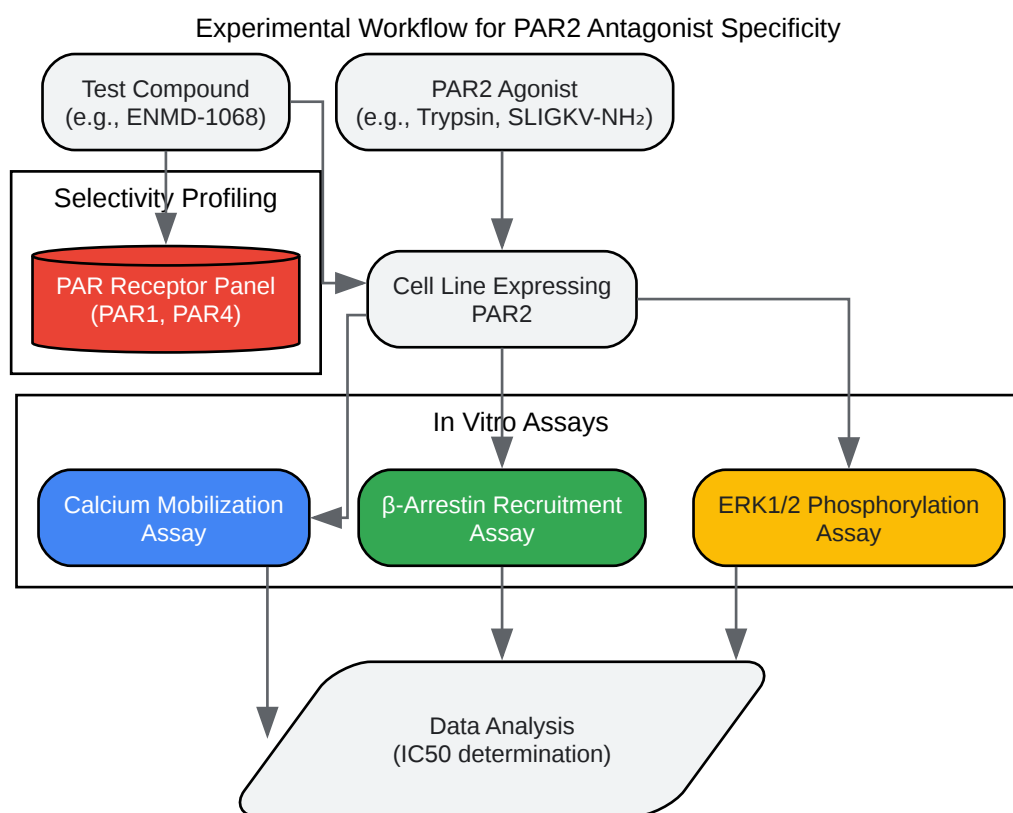 Experimental Workflow for PAR2 Antagonist Specificity
Test Compound
(e.g., ENMD-1068)
PAR2 Agonist
(e.g., Trypsin, SLIGKV-NH₂)
Selectivity Profiling
PAR Receptor Panel
(PAR1, PAR4)
Cell Line Expressing
PAR2
In Vitro Assays
Calcium Mobilization
Assay
β-Arrestin Recruitment
Assay
ERK1/2 Phosphorylation
Assay
Data Analysis
(IC50 determination)